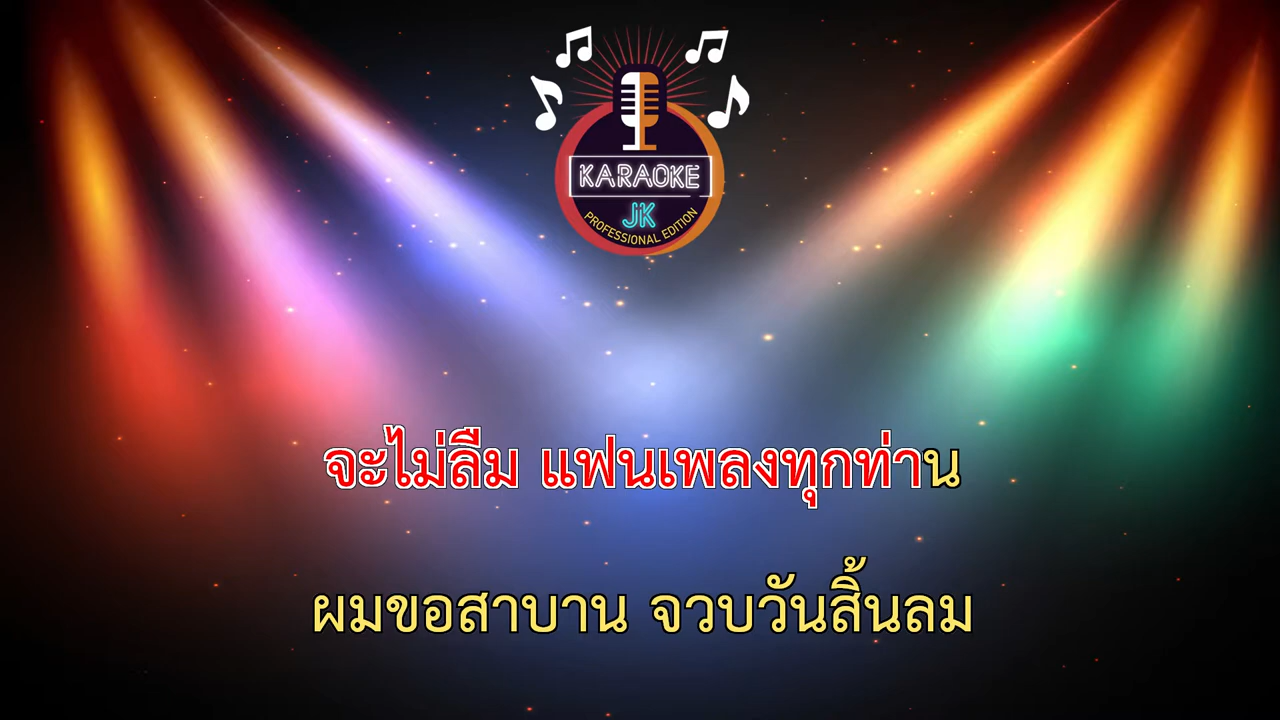 KARAOKE
JK
PROFESSIONAL EDITION
จะไม่ลืม แฟนเพลงทุกท่าน
ผมขอสาบาน จวบวันสิ้นลม